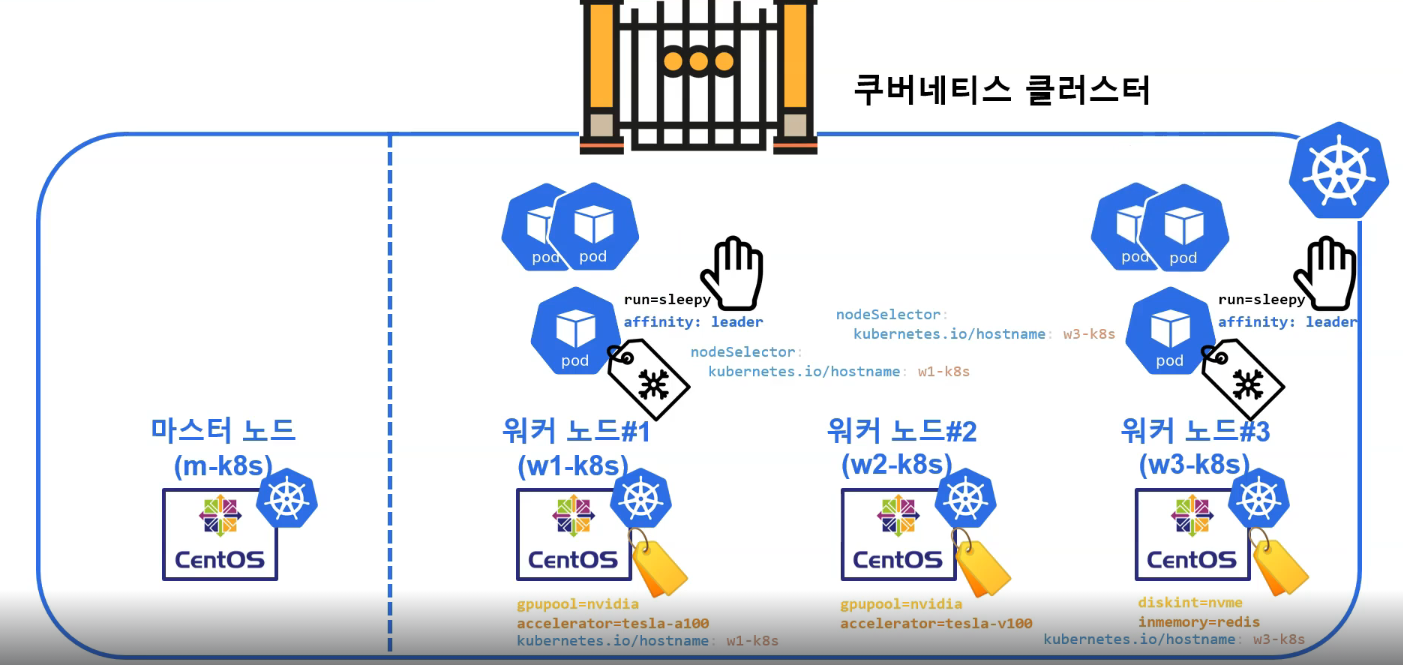 쿠버네티스 클러스터
pod
pod
run=sleepy
affinity: leader
pod
nodeSelector:
kubernetes.io/hostname: w1-k8s
nodeSelector:
kubernetes.io/hostname: w3-k8s
pod
pod
run=sleepy
affinity: leader
pod
마스터 노드
(m-k8s)
CentOS
워커 노드#1
(w1-k8s)
CentOS
gpupool=nvidia
accelerator=tesla-a100
kubernetes.io/hostname: w1-k8s
워커 노드#2
(w2-k8s)
CentOS
gpupool=nvidia
accelerator=tesla-v100
워커 노드#3
(w3-k8s)
CentOS
diskint=nvme
inmemory=redis
kubernetes.io/hostname: w3-k8s